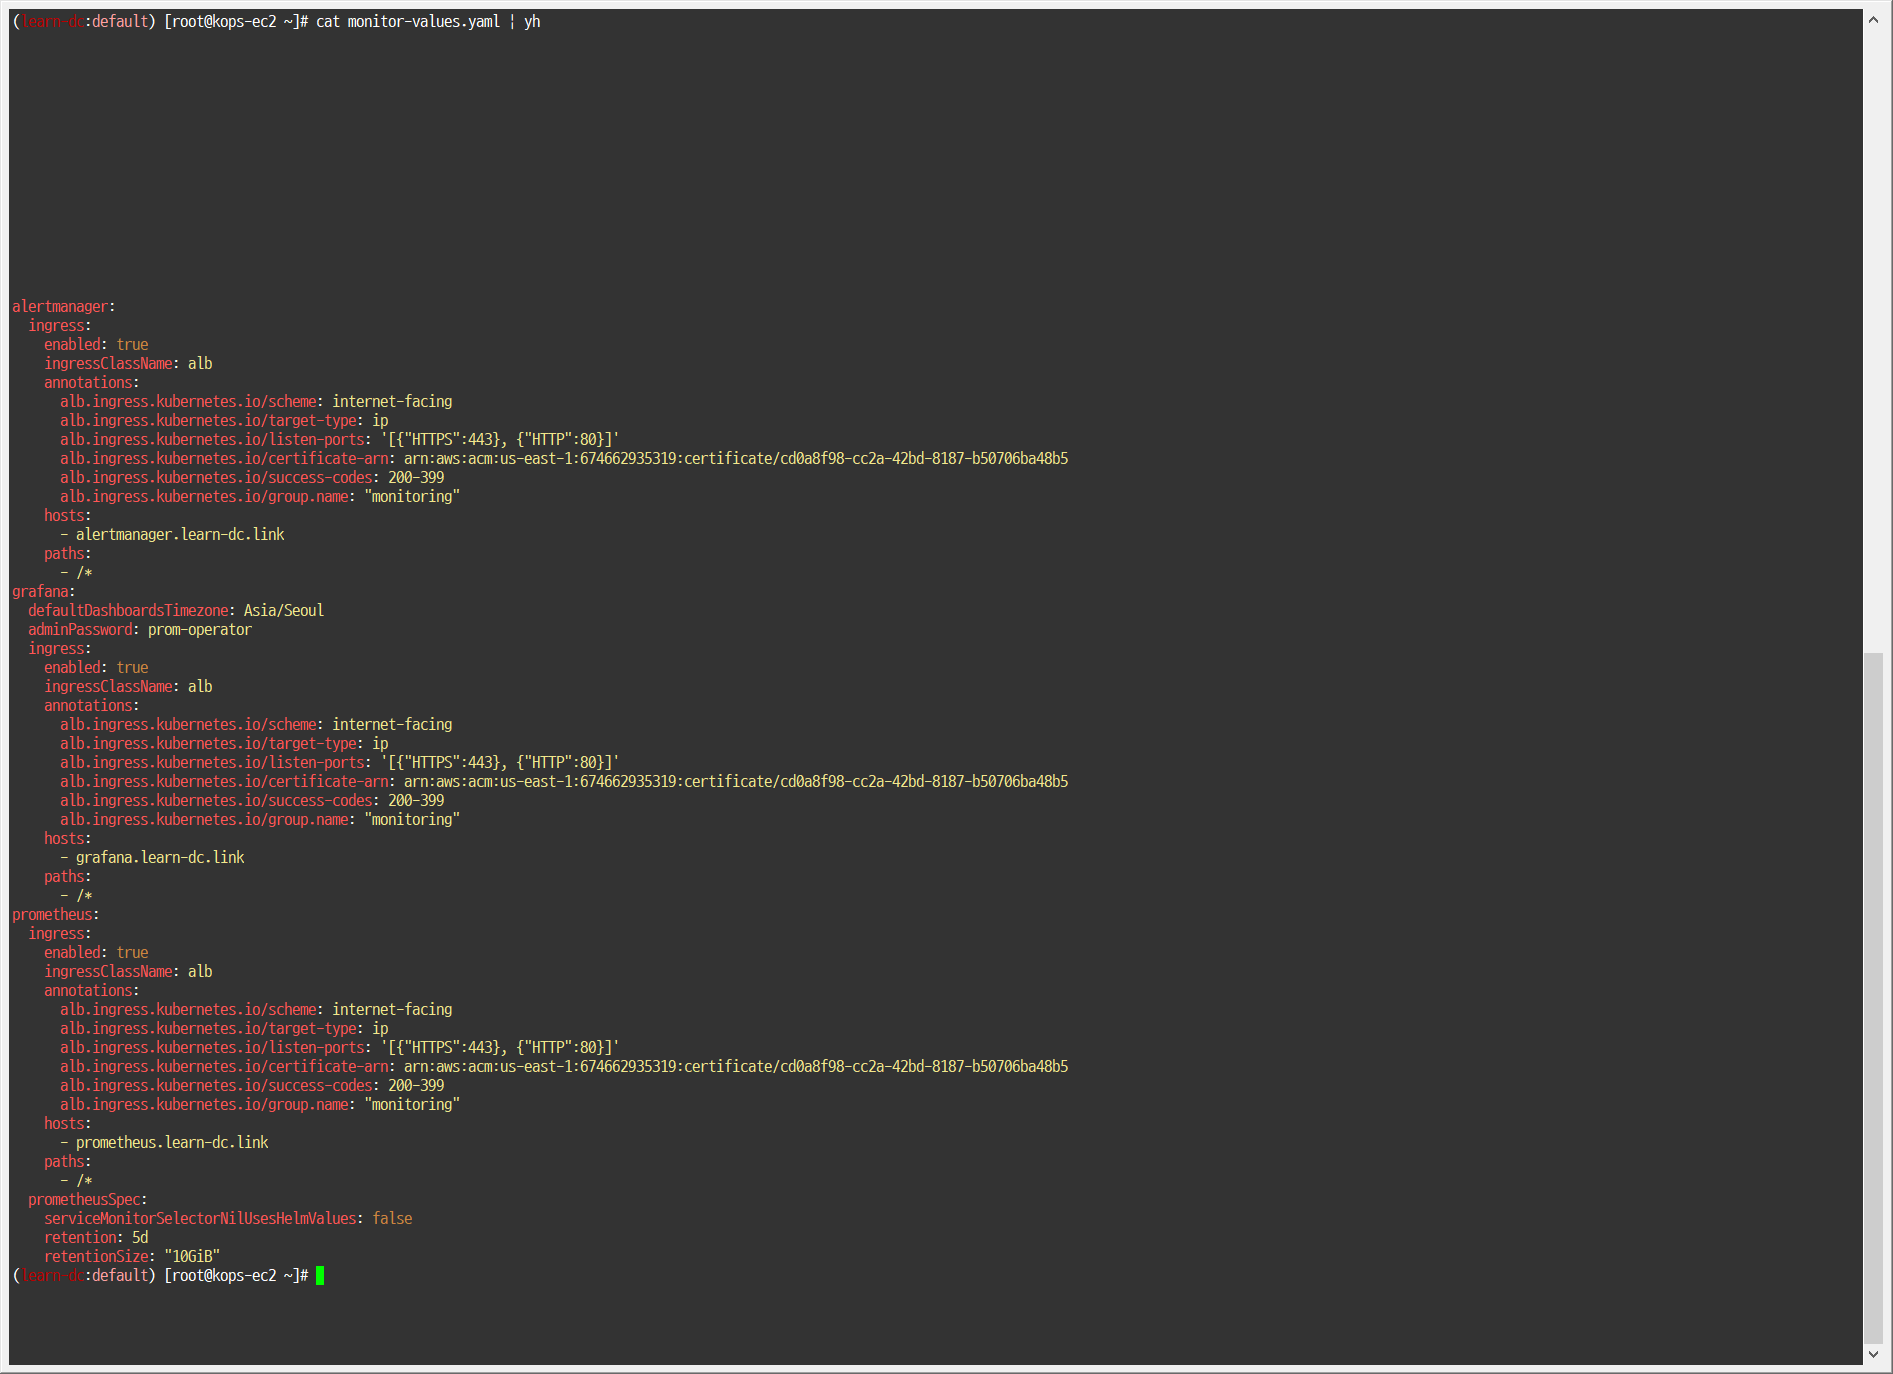 (learn-dc:default) [root@kops-ec2 ~]# cat monitor-values.yaml | yh
alertmanager:
  ingress:
    enabled: true
    ingressClassName: alb
    annotations:
      alb.ingress.kubernetes.io/scheme: internet-facing
      alb.ingress.kubernetes.io/target-type: ip
      alb.ingress.kubernetes.io/listen-ports: '[{"HTTPS":443}, {"HTTP":80}]'
      alb.ingress.kubernetes.io/certificate-arn: arn:aws:acm:us-east-1:674662935319:certificate/cd0a8f98-cc2a-42bd-8187-b50706ba48b5
      alb.ingress.kubernetes.io/success-codes: 200-399
      alb.ingress.kubernetes.io/group.name: "monitoring"
    hosts:
      - alertmanager.learn-dc.link
    paths:
      - /*
grafana:
  defaultDashboardsTimezone: Asia/Seoul
  adminPassword: prom-operator
  ingress:
    enabled: true
    ingressClassName: alb
    annotations:
      alb.ingress.kubernetes.io/scheme: internet-facing
      alb.ingress.kubernetes.io/target-type: ip
      alb.ingress.kubernetes.io/listen-ports: '[{"HTTPS":443}, {"HTTP":80}]'
      alb.ingress.kubernetes.io/certificate-arn: arn:aws:acm:us-east-1:674662935319:certificate/cd0a8f98-cc2a-42bd-8187-b50706ba48b5
      alb.ingress.kubernetes.io/success-codes: 200-399
      alb.ingress.kubernetes.io/group.name: "monitoring"
    hosts:
      - grafana.learn-dc.link
    paths:
      - /*
prometheus:
  ingress:
    enabled: true
    ingressClassName: alb
    annotations:
      alb.ingress.kubernetes.io/scheme: internet-facing
      alb.ingress.kubernetes.io/target-type: ip
      alb.ingress.kubernetes.io/listen-ports: '[{"HTTPS":443}, {"HTTP":80}]'
      alb.ingress.kubernetes.io/certificate-arn: arn:aws:acm:us-east-1:674662935319:certificate/cd0a8f98-cc2a-42bd-8187-b50706ba48b5
      alb.ingress.kubernetes.io/success-codes: 200-399
      alb.ingress.kubernetes.io/group.name: "monitoring"
    hosts:
      - prometheus.learn-dc.link
    paths:
      - /*
  prometheusSpec:
    serviceMonitorSelectorNilUsesHelmValues: false
    retention: 5d
    retentionSize: "10GiB"
(learn-dc:default) [root@kops-ec2 ~]#